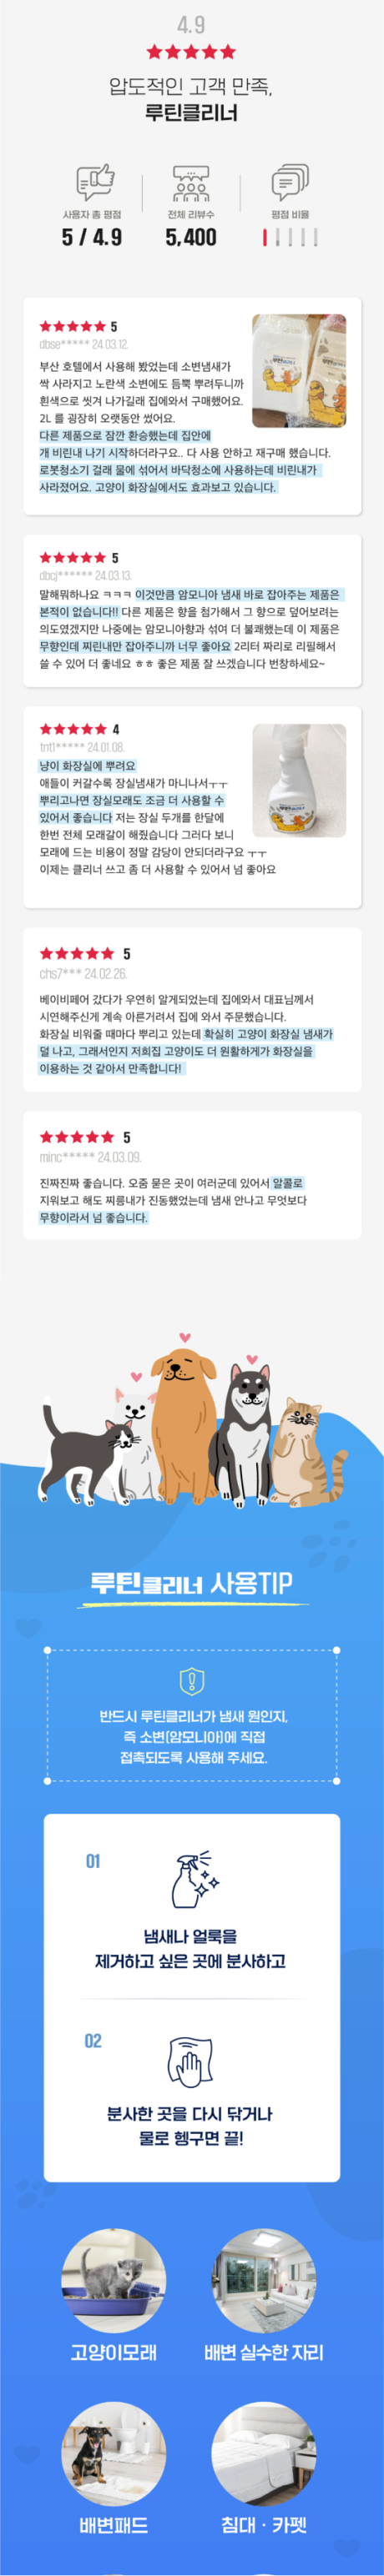 4.9
압도적인 고객 만족,
루틴클리너
사용자 총 평점
5 / 4.9
전체 리뷰수
5,400
평점 비율
5
dbse***** 24.03.12.
부산 호텔에서 사용해 봤었는데 소변냄새가
싹 사라지고 노란색 소변에도 듬뿍 뿌려두니까
흰색으로 씻겨 나가길래 집에와서 구매했어요.
2L 를 굉장히 오랫동안 썼어요.
다른 제품으로 잠깐 환승했는데 집안에
개 비린내 나기 시작하더라구요.. 다 사용 안하고 재구매 했습니다.
로봇청소기 걸래 물에 섞어서 바닥청소에 사용하는데 비린내가
사라졌어요. 고양이 화장실에서도 효과보고 있습니다.
5
dbcj****** 24.03.13.
말해뭐하나요 ㅋㅋㅋ 이것만큼 암모니아 냄새 바로 잡아주는 제품은
본적이 없습니다!! 다른 제품은 향을 첨가해서 그 향으로 덮어보려는
의도였겠지만 나중에는 암모니아향과 섞여 더 불쾌했는데 이 제품은
무향인데 찌린내만 잡아주니까 너무 좋아요 2리터 짜리로 리필해서
쓸 수 있어 더 좋네요 ㅎㅎ 좋은 제품 잘 쓰겠습니다 번창하세요~
4
tnt1***** 24.01.08.
냥이 화장실에 뿌려요
애들이 커갈수록 장실냄새가 마니나서ㅜㅜ
뿌리고나면 장실모래도 조금 더 사용할 수
있어서 좋습니다 저는 장실 두개를 한달에
한번 전체 모래갈이 해줬습니다 그러다 보니
모래에 드는 비용이 정말 감당이 안되더라구요 ㅜㅜ
이제는 클리너 쓰고 좀 더 사용할 수 있어서 넘 좋아요
5
chs7*** 24.02.26.
베이비페어 갔다가 우연히 알게되었는데 집에와서 대표님께서
시연해주신게 계속 아른거려서 집에 와서 주문했습니다.
화장실 비워줄 때마다 뿌리고 있는데 확실히 고양이 화장실 냄새가
덜 나고, 그래서인지 저희집 고양이도 더 원활하게가 화장실을
이용하는 것 같아서 만족합니다!
5
minc***** 24.03.09.
진짜진짜 좋습니다. 오줌 묻은 곳이 여러군데 있어서 알콜로
지워보고 해도 찌릉내가 진동했었는데 냄새 안나고 무엇보다
무향이라서 넘 좋습니다.
루틴클리너 사용TIP
반드시 루틴클리너가 냄새 원인지,
즉 소변(암모니아)에 직접
접촉되도록 사용해 주세요.
01
냄새나 얼룩을
제거하고 싶은 곳에 분사하고
02
분사한 곳을 다시 닦거나
물로 헹구면 끝!
고양이모래
배변 실수한 자리
배변패드
침대 · 카펫